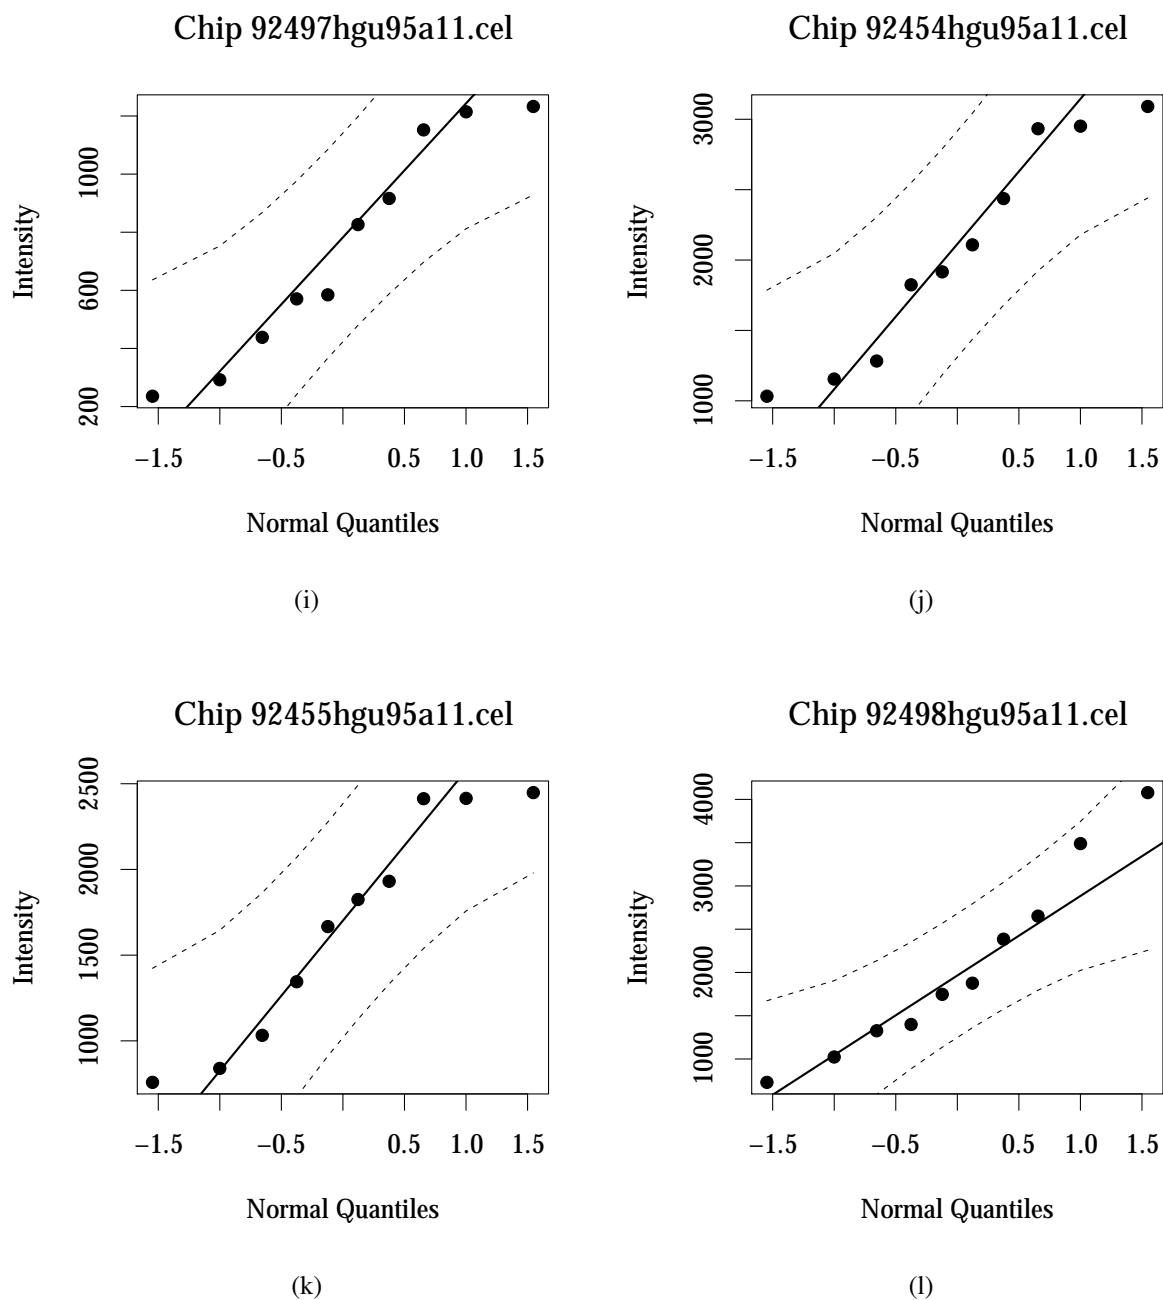 Chip 92497hgu95a11.cel
Intensity
200 600 1000
−1.5 −0.5 0.5 1.0 1.5
Normal Quantiles
(i)
Chip 92454hgu95a11.cel
Intensity
1000 2000 3000
−1.5 −0.5 0.5 1.0 1.5
Normal Quantiles
(j)
Chip 92455hgu95a11.cel
Intensity
1000 1500 2000 2500
−1.5 −0.5 0.5 1.0 1.5
Normal Quantiles
(k)
Chip 92498hgu95a11.cel
Intensity
1000 2000 3000 4000
−1.5 −0.5 0.5 1.0 1.5
Normal Quantiles
(l)